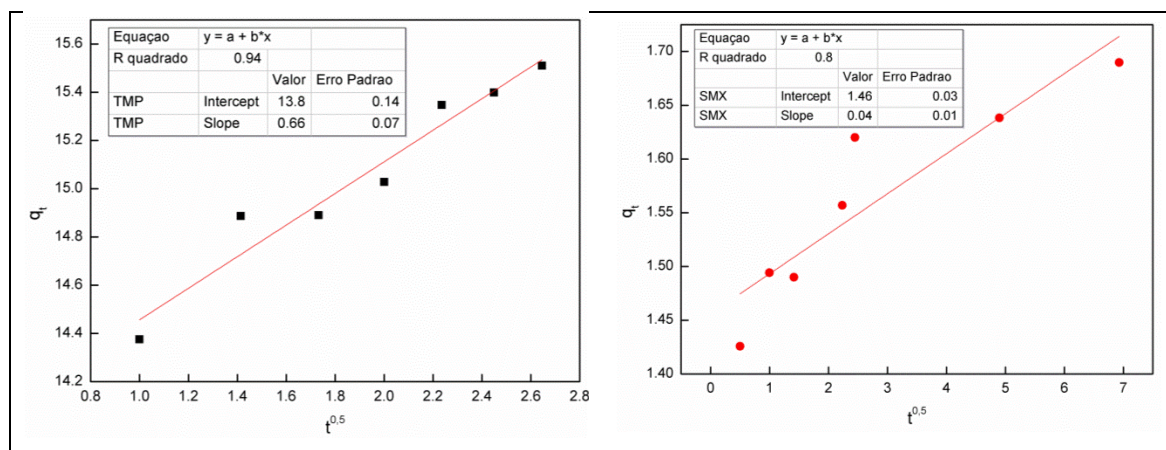 Equaçao y = a + b*x
R quadrado 0.94
Valor Erro Padrao
TMP Intercept 13.8 0.14
TMP Slope 0.66 0.07
15.6
15.4
15.2
15.0
14.8
14.6
14.4
14.2
qt
0.8 1.0 1.2 1.4 1.6 1.8 2.0 2.2 2.4 2.6 2.8
t0,5
Equaçao y = a + b*x
R quadrado 0.8
Valor Erro Padrao
SMX Intercept 1.46 0.03
SMX Slope 0.04 0.01
1.70
1.65
1.60
1.55
1.50
1.45
1.40
qt
0 1 2 3 4 5 6 7
t0,5